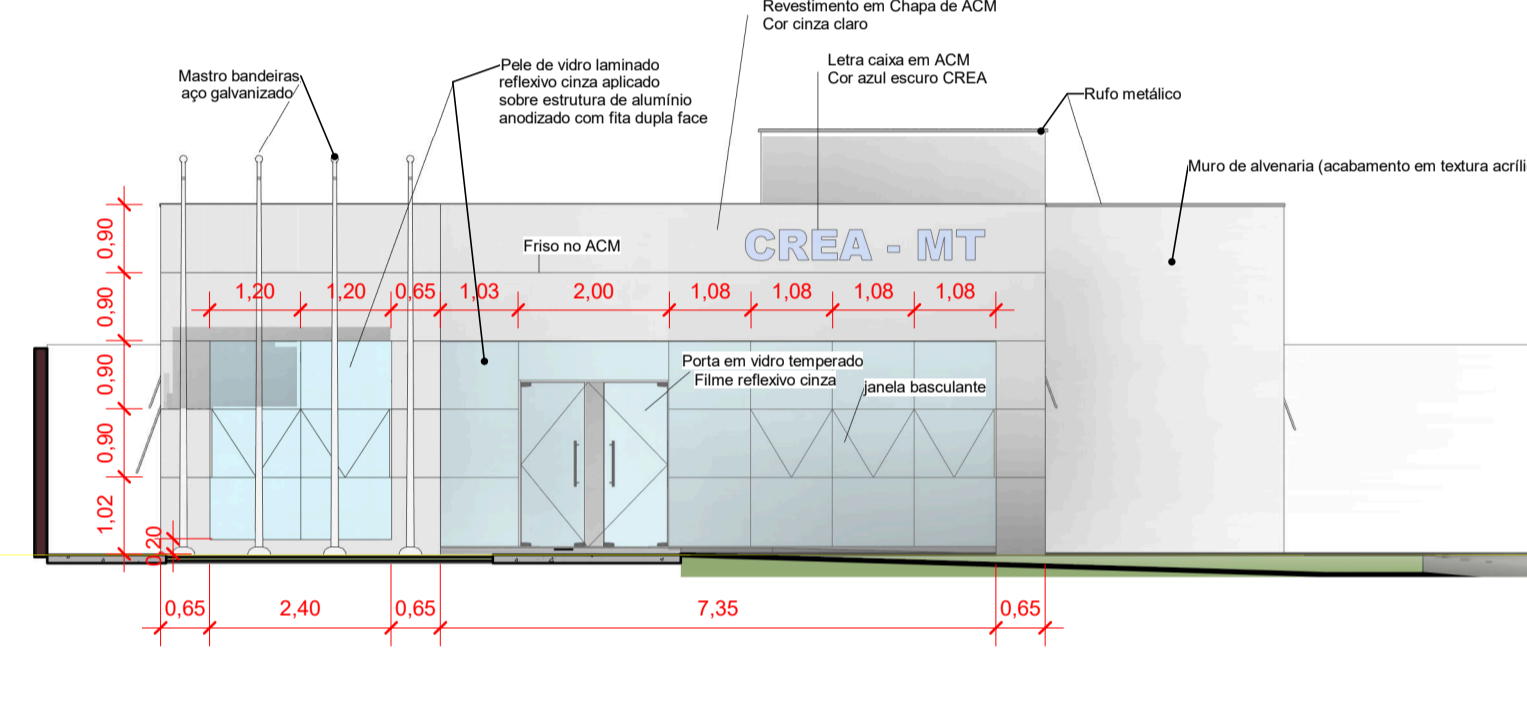 Revestimento em Chapa de ACM
Cor cinza claro
Letra caixa em ACM
Cor azul escuro CREA
Pele de vidro laminado
reflexivo cinza aplicado
sobre estrutura de alumínio
anodizado com fita dupla face
Mastro bandeiras
aço galvanizado
Rufo metálico
Muro de alvenaria (acabamento em textura acríli
CREA - MT
Friso no ACM
0,90
0,90
0,90
0,90
1,02
0,20
1,20
1,20
0,65
1,03
2,00
1,08
1,08
1,08
1,08
Porta em vidro temperado
Filme reflexivo cinza
janela basculante
0,65
2,40
0,65
7,35
0,65